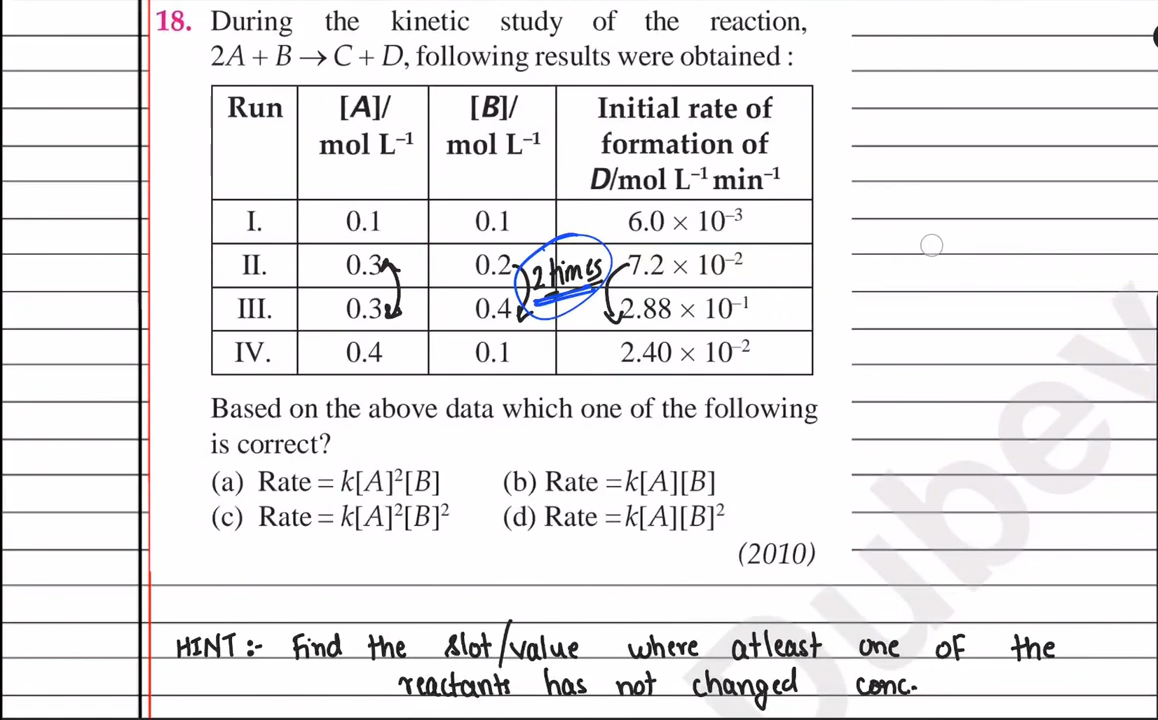 18. During the kinetic study of the reaction,
2A + B → C + D, following results were obtained :
Run [A]/ mol L⁻¹ [B]/ mol L⁻¹ Initial rate of formation of D/mol L⁻¹ min⁻¹
I. 0.1 0.1 6.0 × 10⁻³
II. 0.3 0.2 2 times 7.2 × 10⁻²
III. 0.3 0.4 2.88 × 10⁻¹
IV. 0.4 0.1 2.40 × 10⁻²
Based on the above data which one of the following
is correct?
(a) Rate = k[A]²[B] (b) Rate =k[A][B]
(c) Rate = k[A]²[B]² (d) Rate =k[A][B]²
(2010)
HINT :- Find the slot/value where atleast one of the
reactants has not changed conc.
Dubey